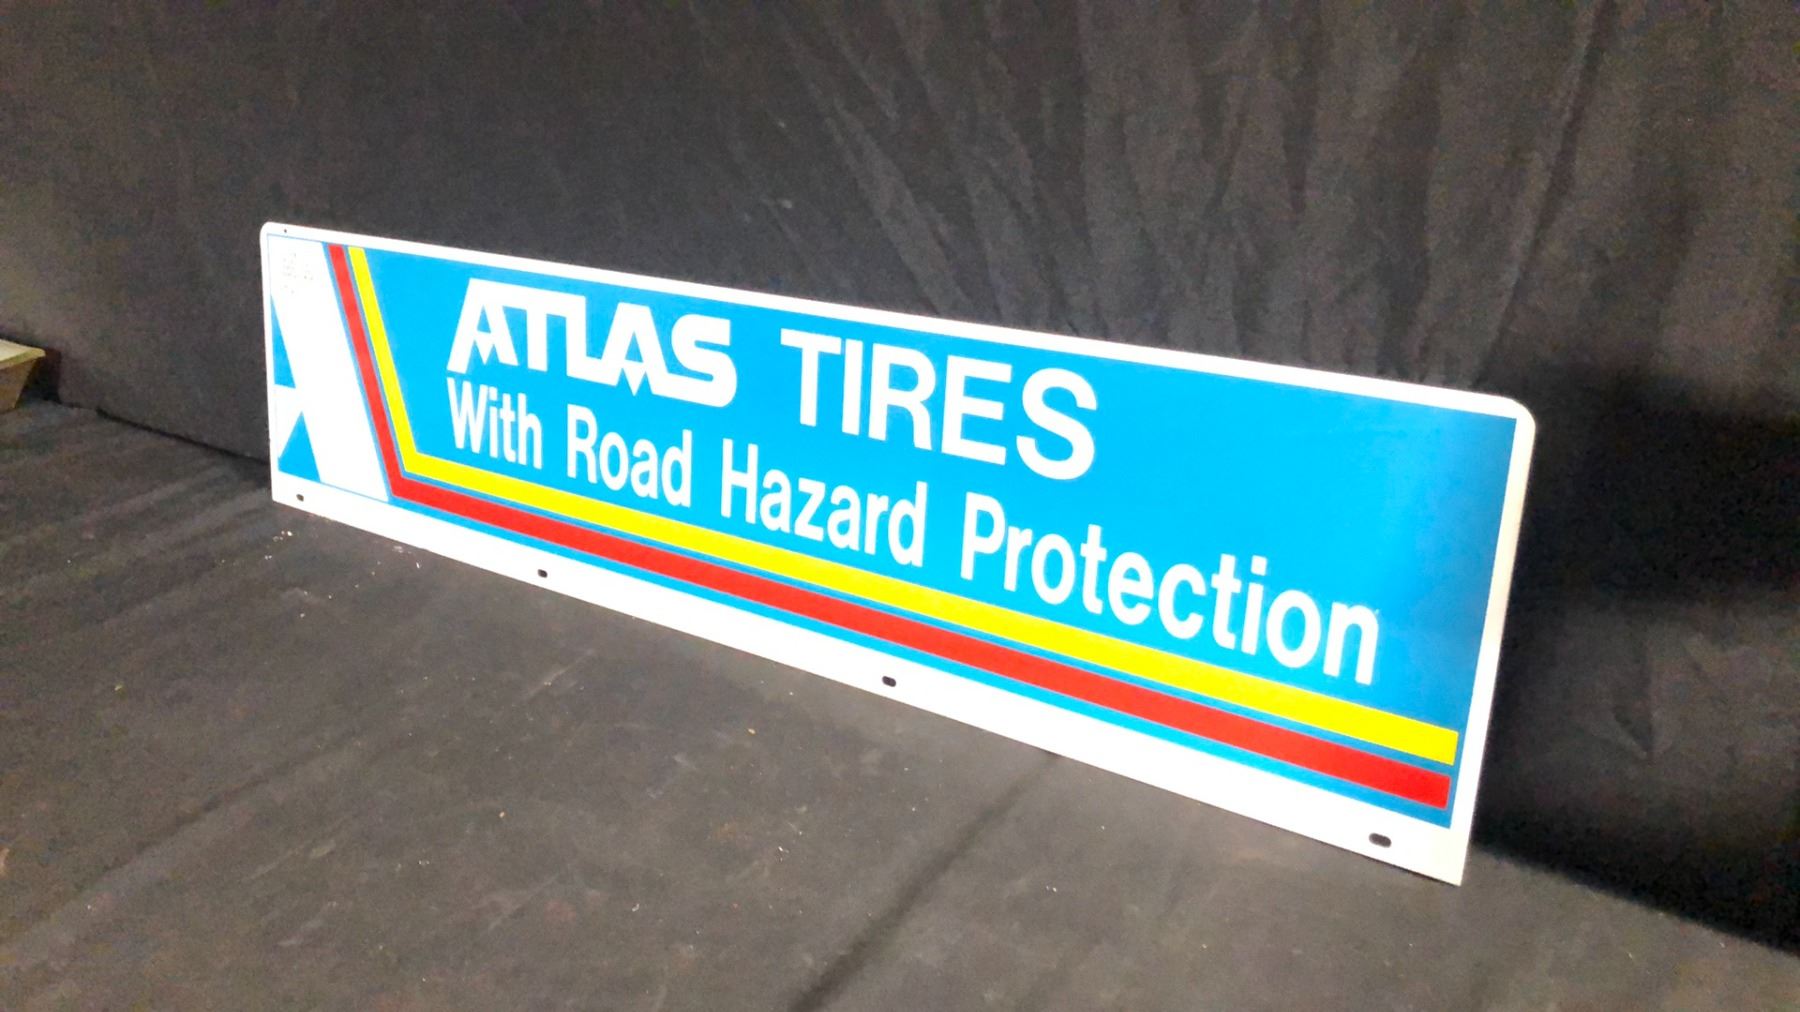 ATLAS TIRES
With Road Hazard Protection